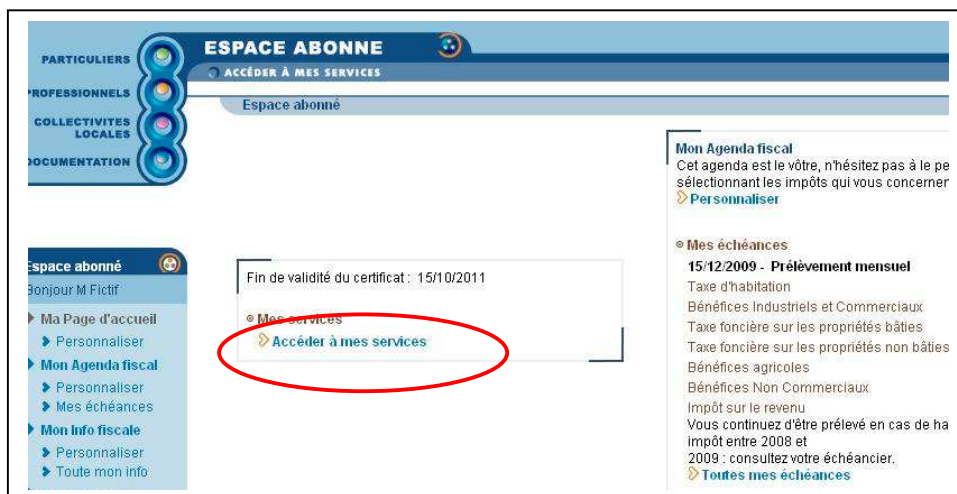 PARTICULIERS
PROFESSIONNELS
COLLECTIVITES
LOCALES
DOCUMENTATION
ESPACE ABONNE
ACCÉDER À MES SERVICES
Espace abonné
Espace abonné
Bonjour M Fictif
Ma Page d'accueil
Personnaliser
Mon Agenda fiscal
Personnaliser
Mes échéances
Mon Info fiscale
Personnaliser
Toute mon info
Fin de validité du certificat : 15/10/2011
Mes services
Accéder à mes services
Mon Agenda fiscal
Cet agenda est le vôtre, n'hésitez pas à le pe
sélectionnant les impôts qui vous concerner
Personnaliser
Mes échéances
15/12/2009 - Prélèvement mensuel
Taxe d'habitation
Bénéfices Industriels et Commerciaux
Taxe foncière sur les propriétés bâties
Taxe foncière sur les propriétés non bâties
Bénéfices agricoles
Bénéfices Non Commerciaux
Impôt sur le revenu
Vous continuez d'être prélevé en cas de ha
impôt entre 2008 et
2009 : consultez votre échéancier.
Toutes mes échéances